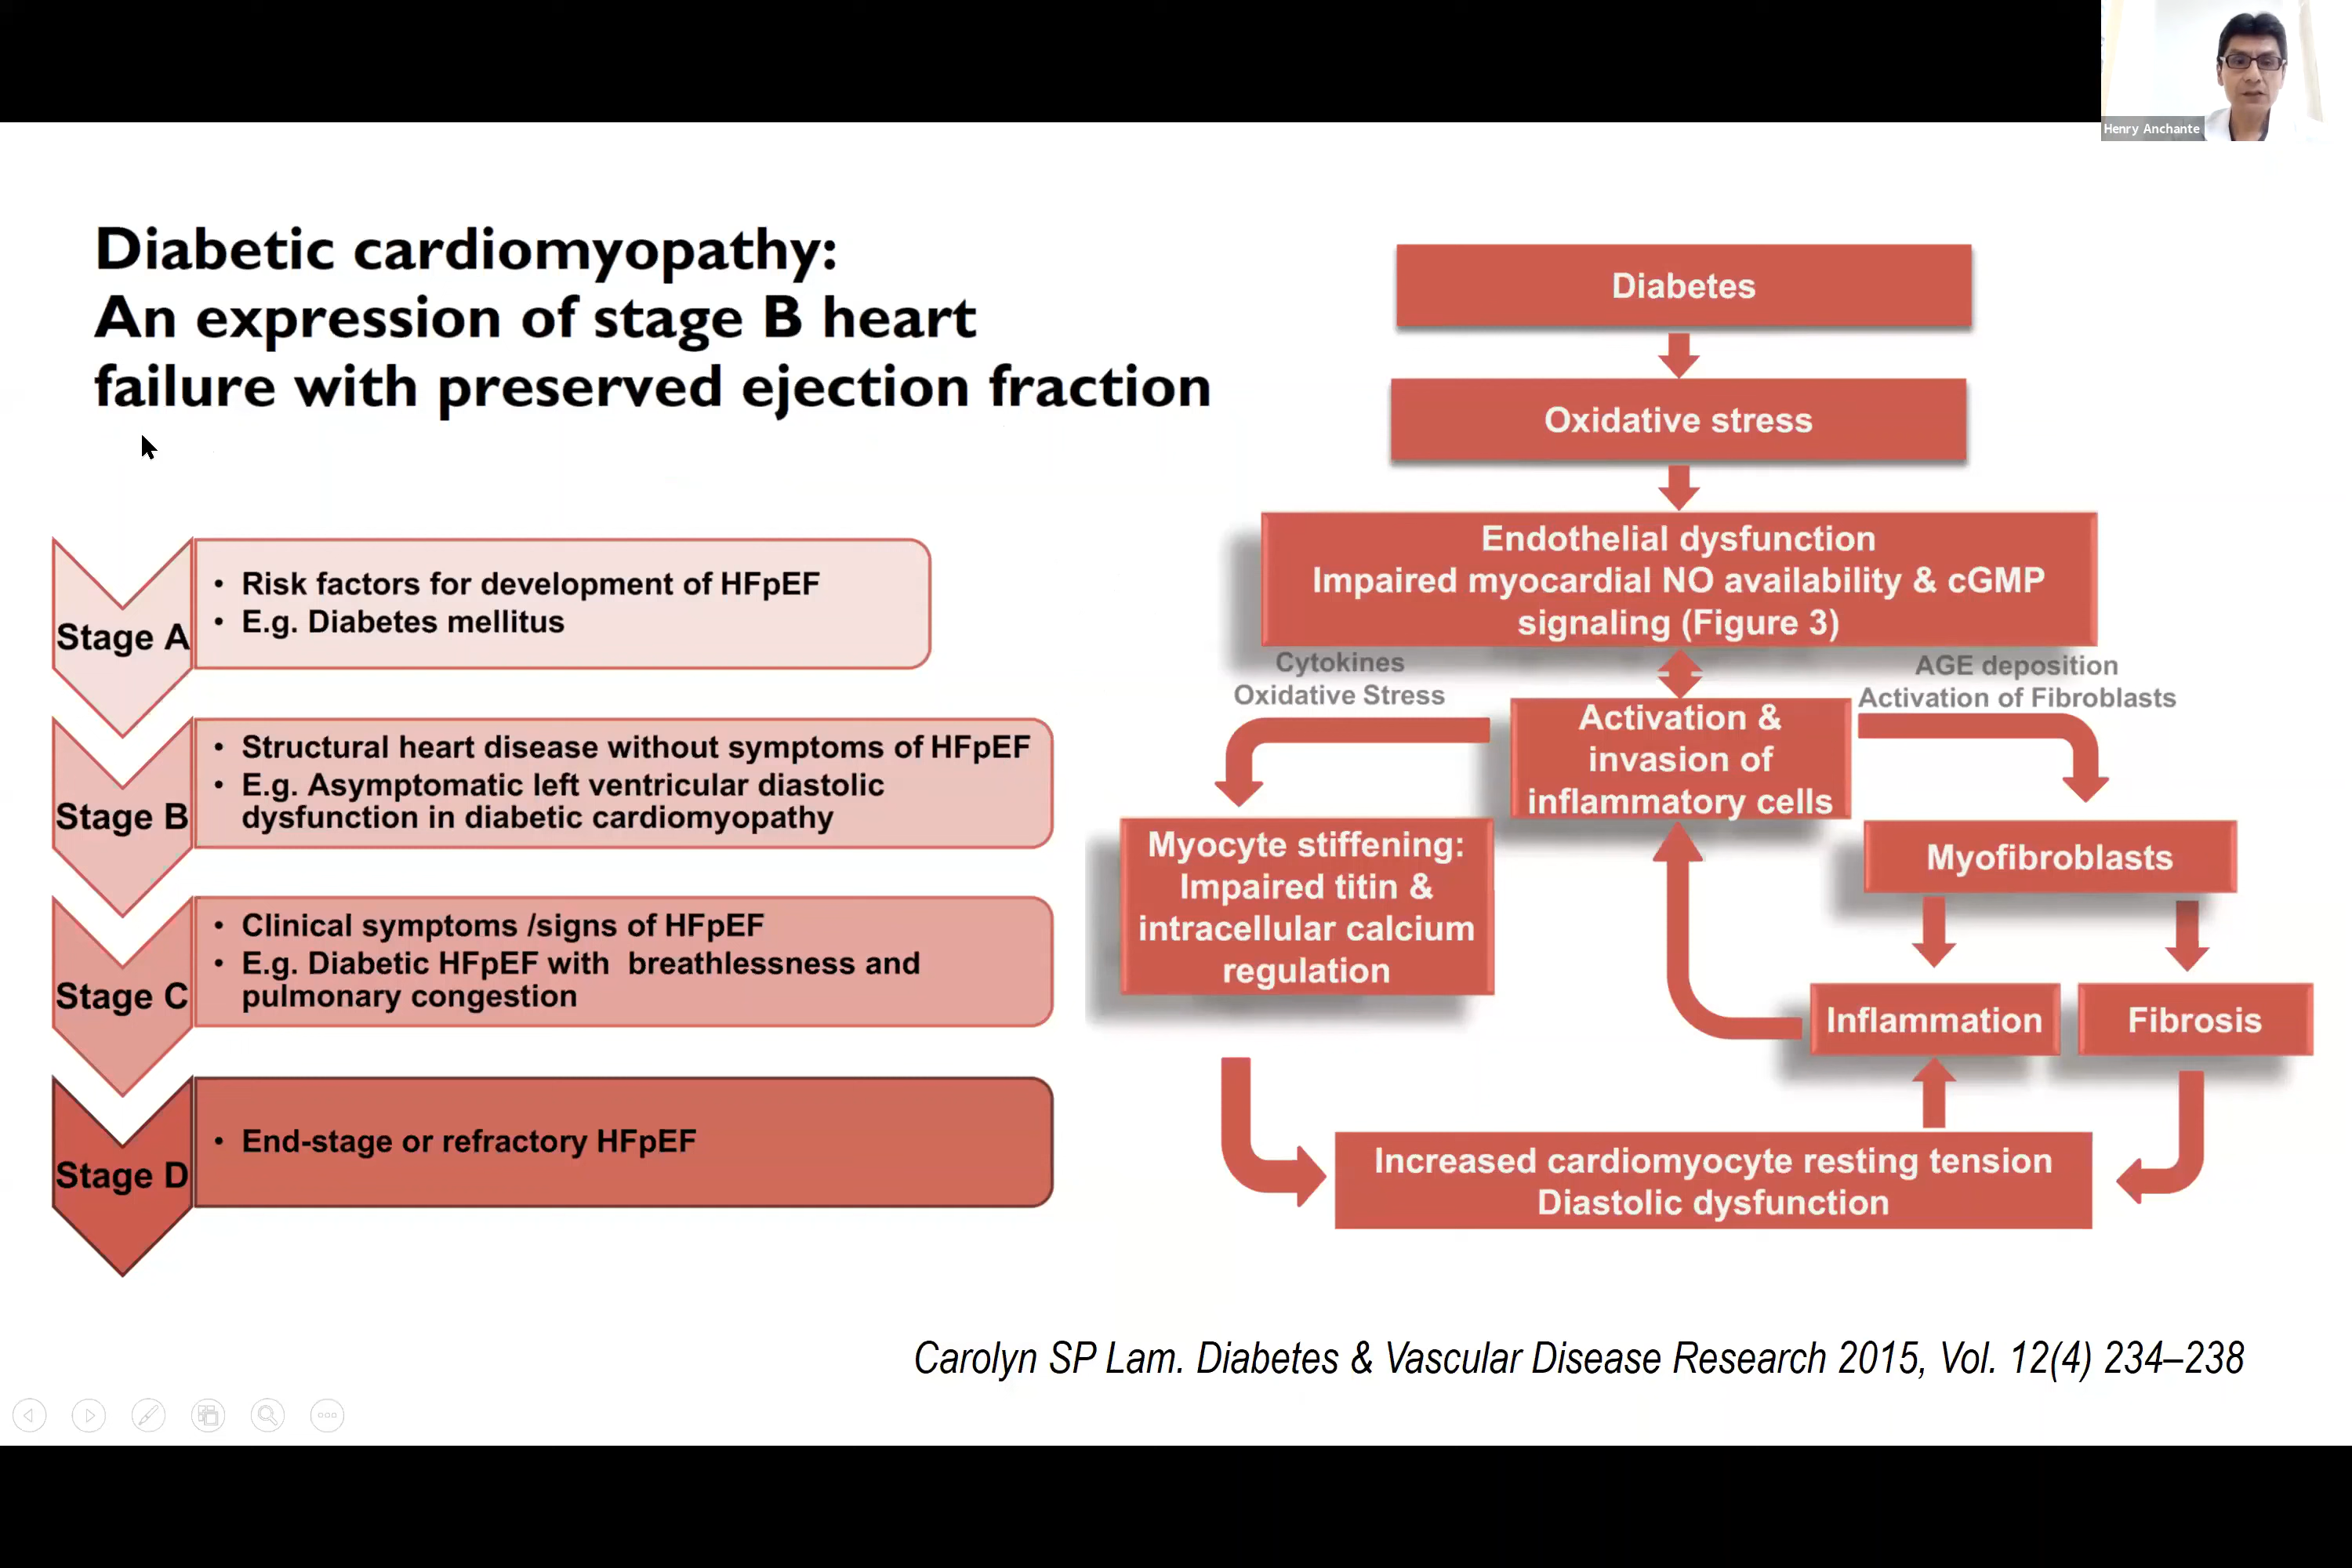 Henry Anchante
Diabetic cardiomyopathy:
An expression of stage B heart
failure with preserved ejection fraction
Stage A
• Risk factors for development of HFpEF
• E.g. Diabetes mellitus
Stage B
• Structural heart disease without symptoms of HFpEF
• E.g. Asymptomatic left ventricular diastolic
dysfunction in diabetic cardiomyopathy
Stage C
• Clinical symptoms /signs of HFpEF
• E.g. Diabetic HFpEF with breathlessness and
pulmonary congestion
Stage D
• End-stage or refractory HFpEF
Diabetes
Oxidative stress
Endothelial dysfunction
Impaired myocardial NO availability & cGMP
signaling (Figure 3)
Cytokines
Oxidative Stress
AGE deposition
Activation of Fibroblasts
Activation &
invasion of
inflammatory cells
Myocyte stiffening:
Impaired titin &
intracellular calcium
regulation
Myofibroblasts
Inflammation
Fibrosis
Increased cardiomyocyte resting tension
Diastolic dysfunction
Carolyn SP Lam. Diabetes & Vascular Disease Research 2015, Vol. 12(4) 234–238